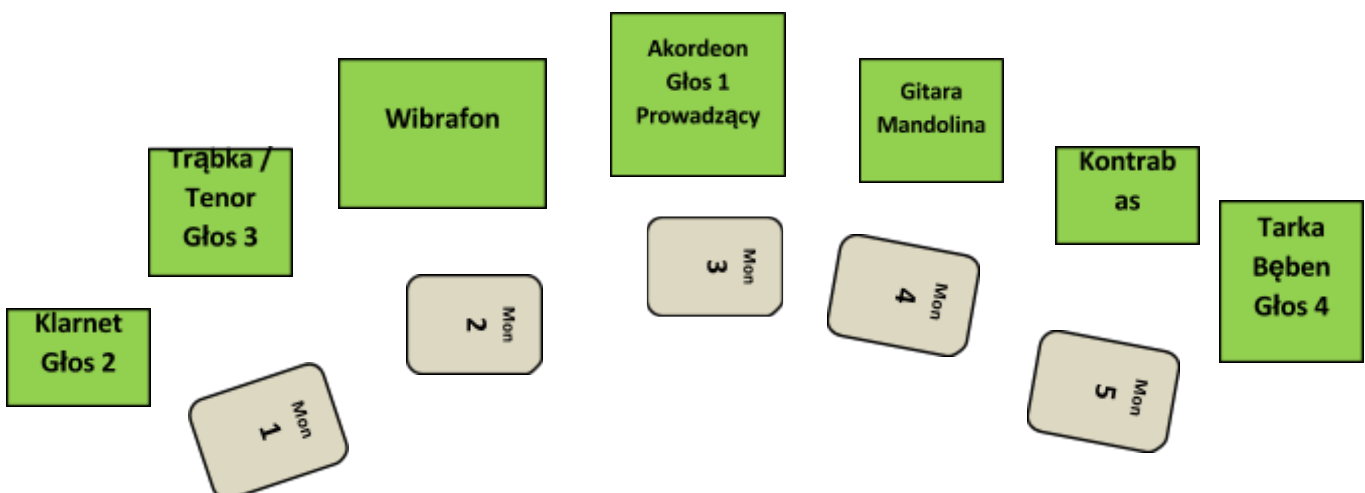 Akordeon
Głos 1
Prowadzący
Wibrafon
Gitara
Mandolina
Trąbka /
Tenor
Głos 3
Kontrab
as
Tarka
Bęben
Głos 4
Klarnet
Głos 2
Mon
1
Mon
2
Mon
3
Mon
4
Mon
5